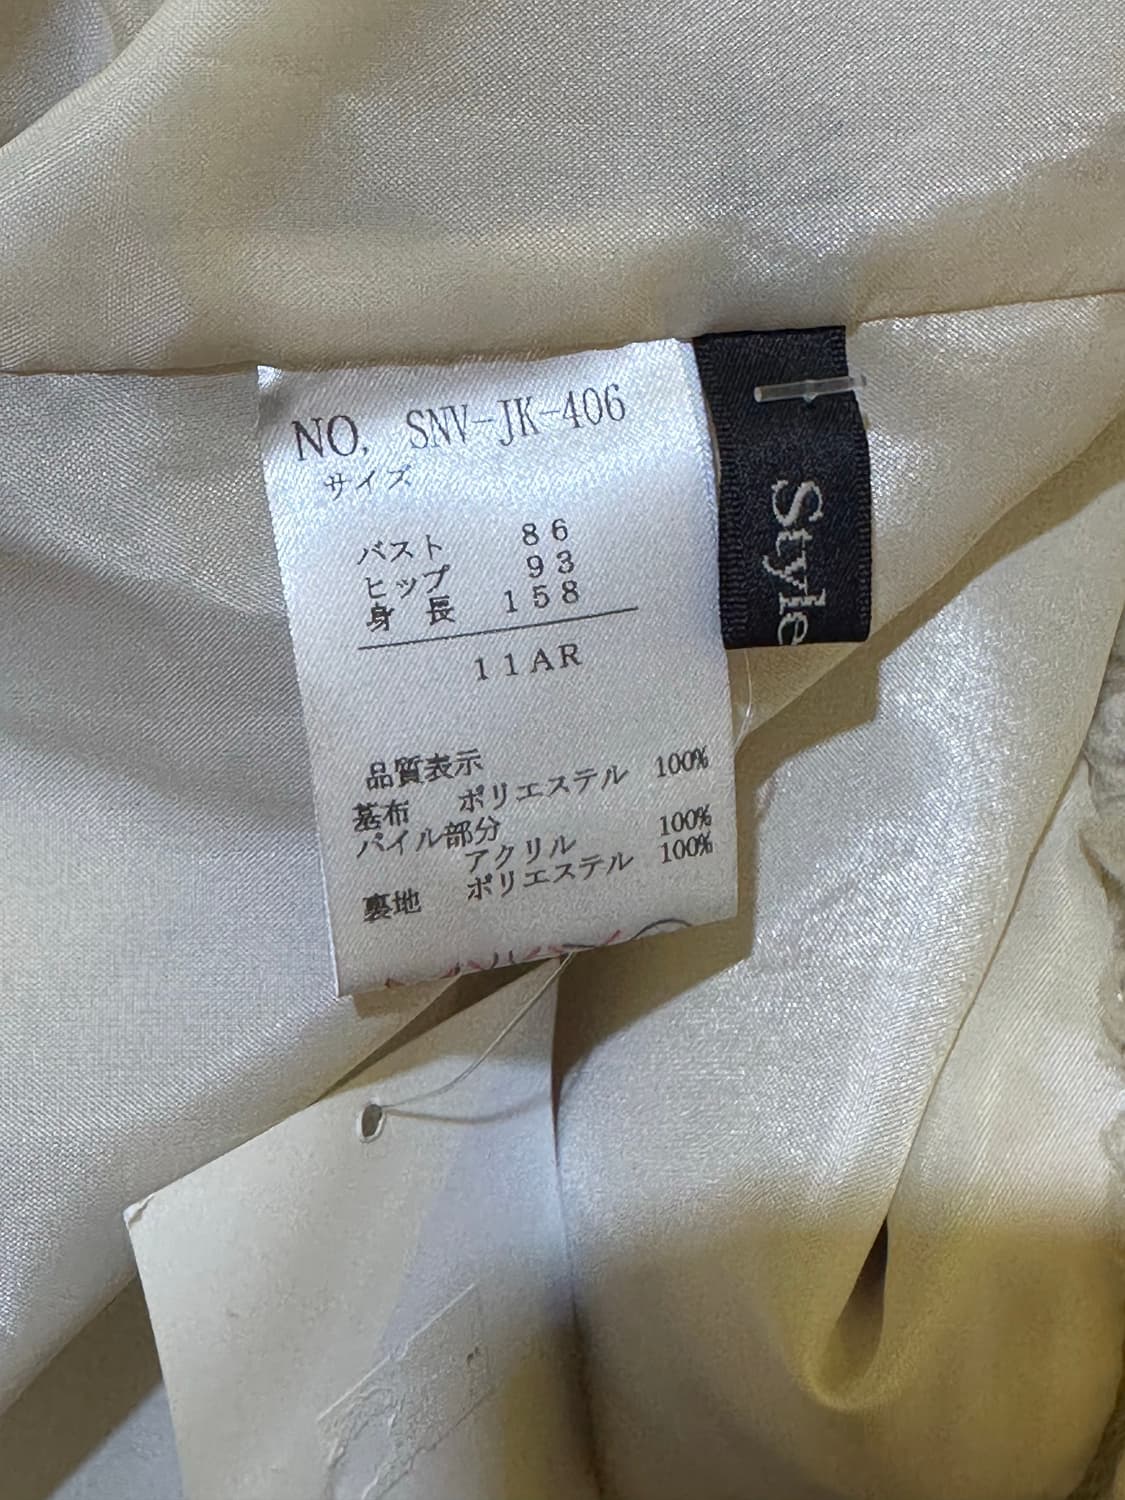 NO. SNV-JK-406
サイズ
バスト 86
ヒップ 93
身長 158
11AR
品質表示
基布 ポリエステル 100%
パイル部分
アクリル 100%
裏地 ポリエステル 100%
Style